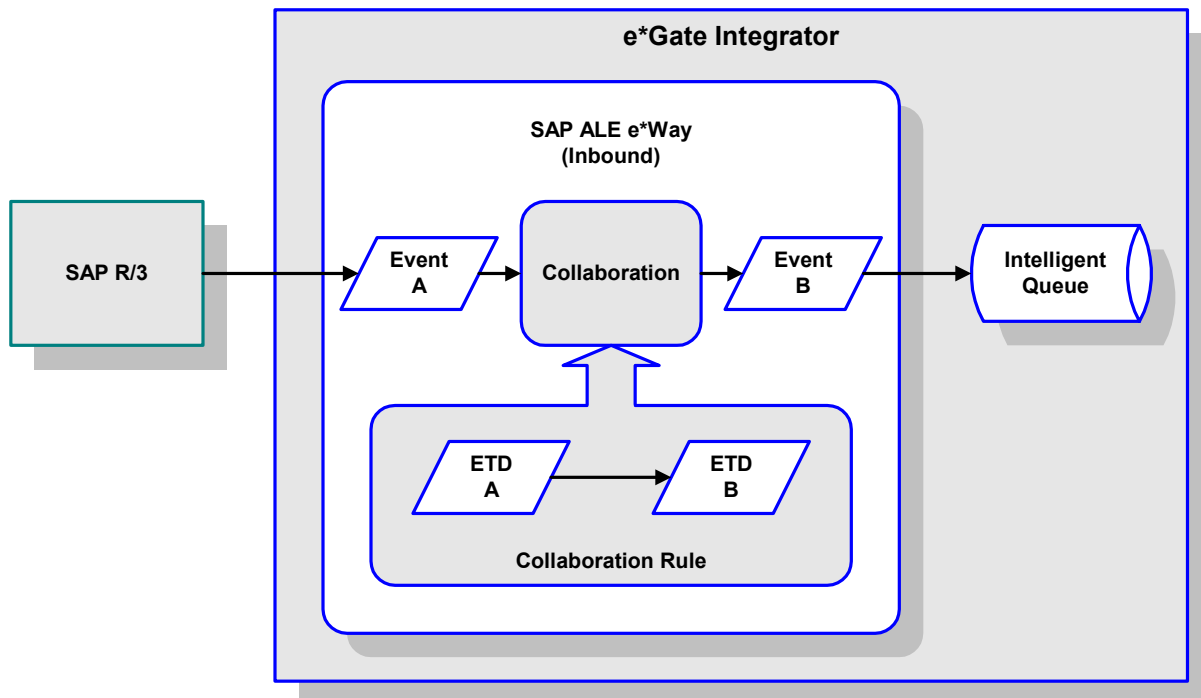 e*Gate Integrator
SAP ALE e*Way
(Inbound)
SAP R/3
Event
A
Collaboration
Event
B
Intelligent
Queue
ETD
A
ETD
B
Collaboration Rule